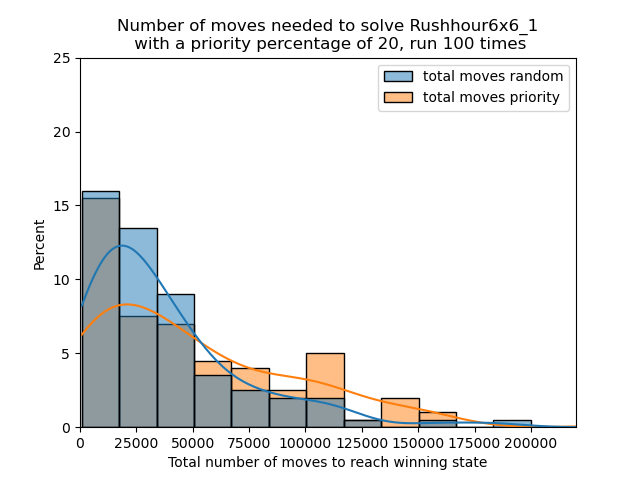 Number of moves needed to solve Rushhour6x6_1
with a priority percentage of 20, run 100 times
total moves random
total moves priority
25
20
15
10
5
0
Percent
0 25000 50000 75000 100000 125000 150000 175000 200000
Total number of moves to reach winning state